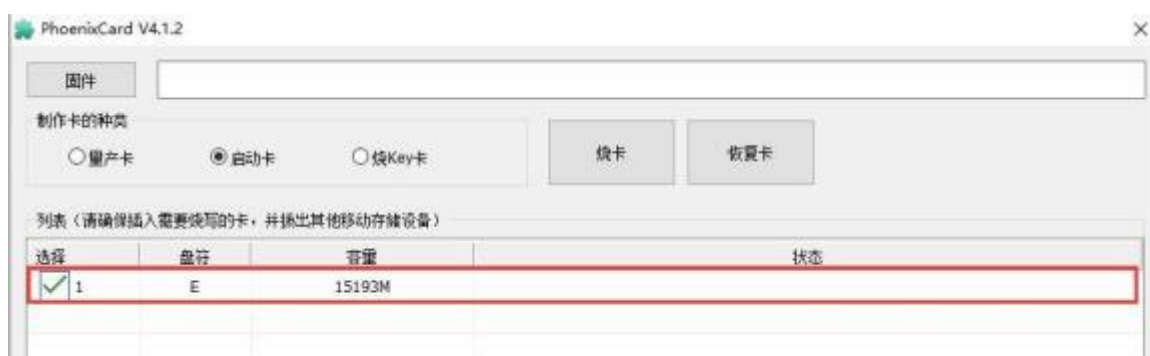 PhoenixCard V4.1.2
固件
制作卡的种类
量产卡 启动卡 烧Key卡 烧卡 恢复卡
列表（请确保插入需要烧写的卡，并拔出其他移动存储设备）
选择 盘符 容量 状态
1 E 15193M